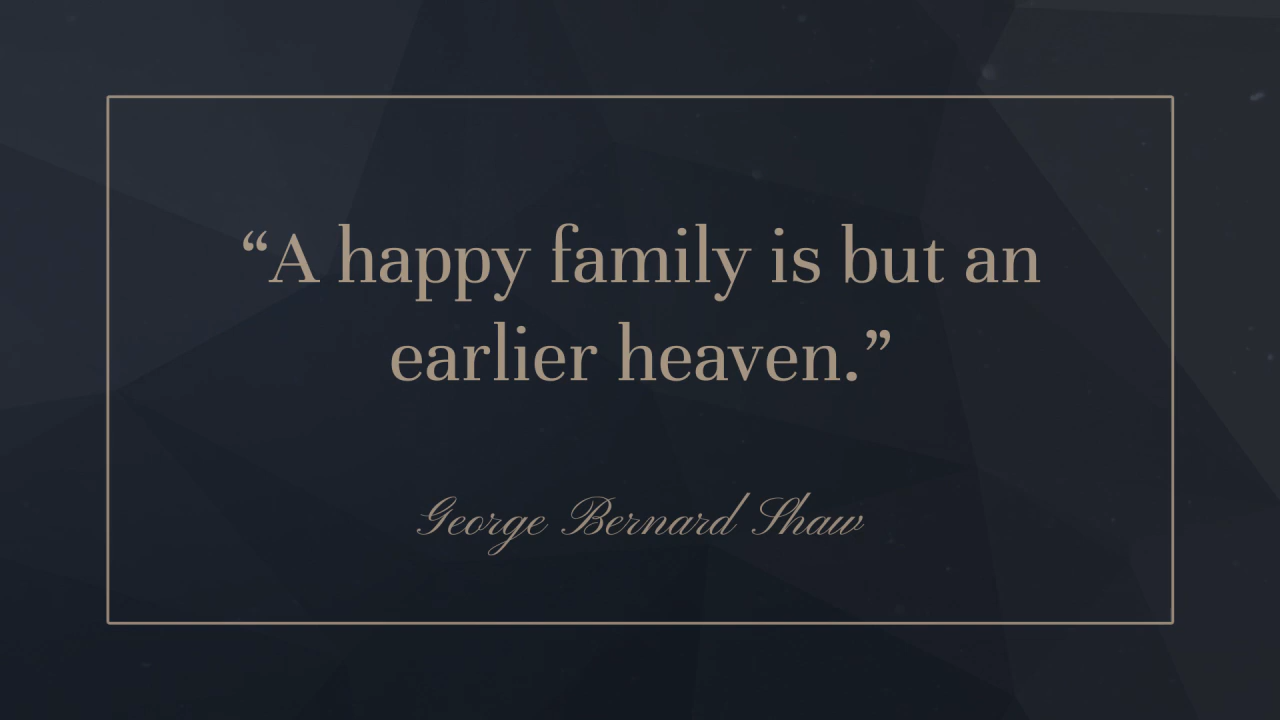 “A happy family is but an
earlier heaven.”
George Bernard Shaw